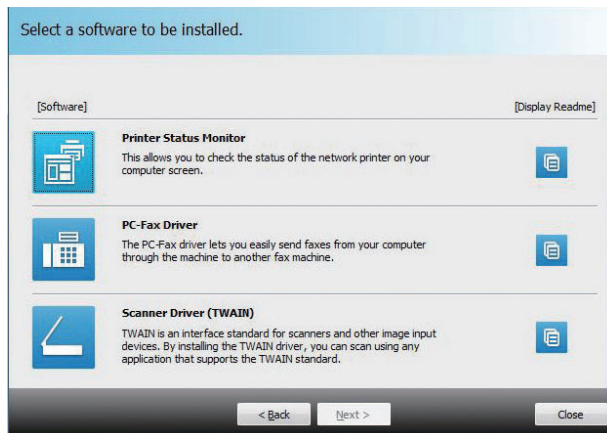 Select a software to be installed.
[Software] [Display Readme]
Printer Status Monitor
This allows you to check the status of the network printer on your
computer screen.
PC-Fax Driver
The PC-Fax driver lets you easily send faxes from your computer
through the machine to another fax machine.
Scanner Driver (TWAIN)
TWAIN is an interface standard for scanners and other image input
devices. By installing the TWAIN driver, you can scan using any
application that supports the TWAIN standard.
< Back Next > Close